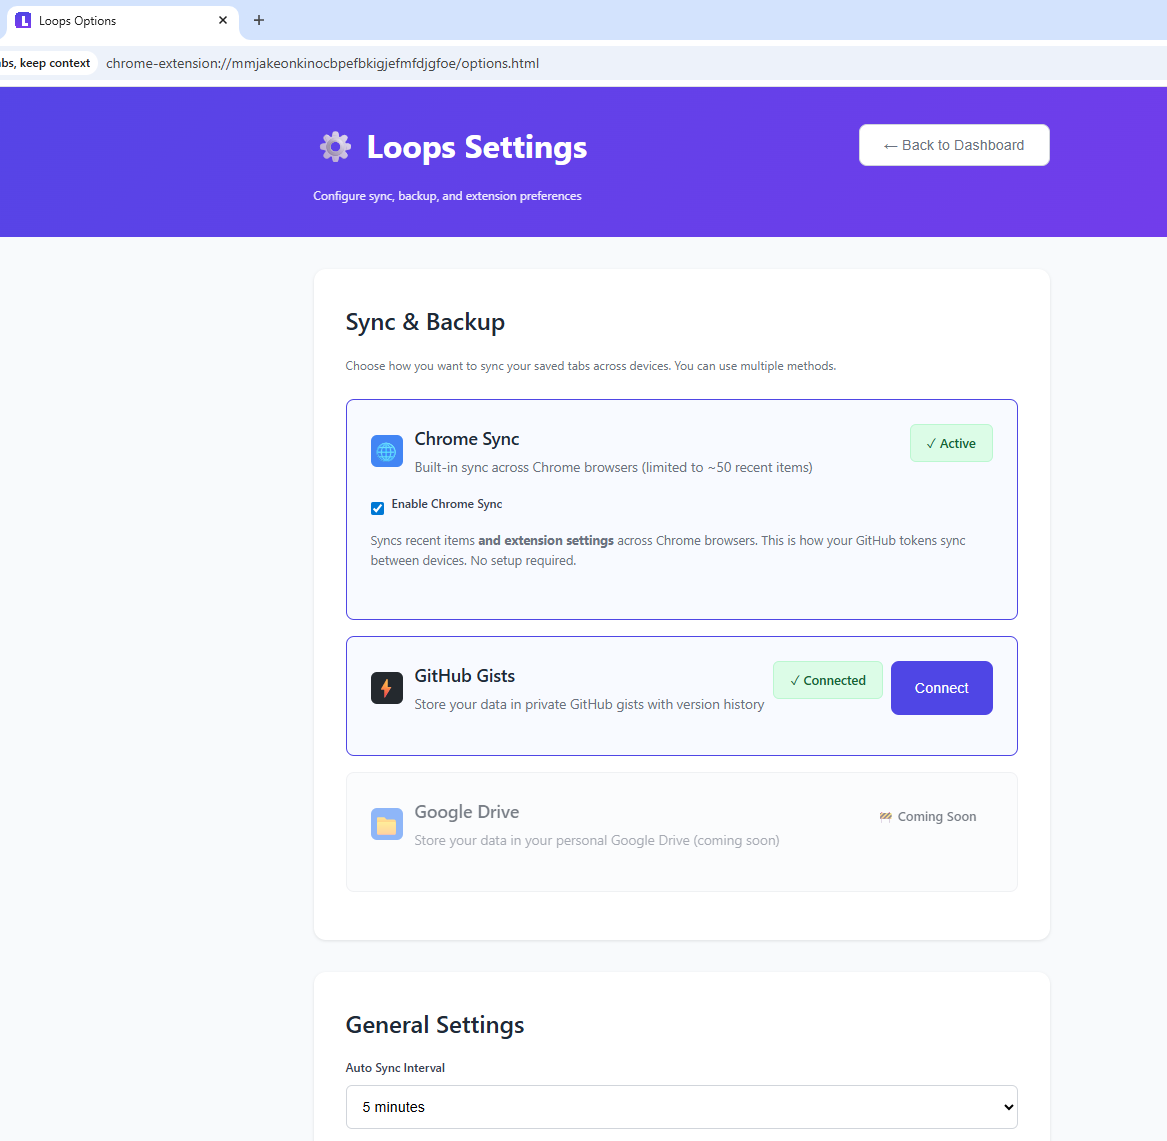 Loops Options
bs, keep context
chrome-extension://mmjakeonkinocbpefbkigjefmfdjgfoe/options.html
Loops Settings
← Back to Dashboard
Configure sync, backup, and extension preferences
Sync & Backup
Choose how you want to sync your saved tabs across devices. You can use multiple methods.
Chrome Sync
✓ Active
Built-in sync across Chrome browsers (limited to ~50 recent items)
Enable Chrome Sync
Syncs recent items and extension settings across Chrome browsers. This is how your GitHub tokens sync
between devices. No setup required.
GitHub Gists
✓ Connected
Connect
Store your data in private GitHub gists with version history
Google Drive
Coming Soon
Store your data in your personal Google Drive (coming soon)
General Settings
Auto Sync Interval
5 minutes